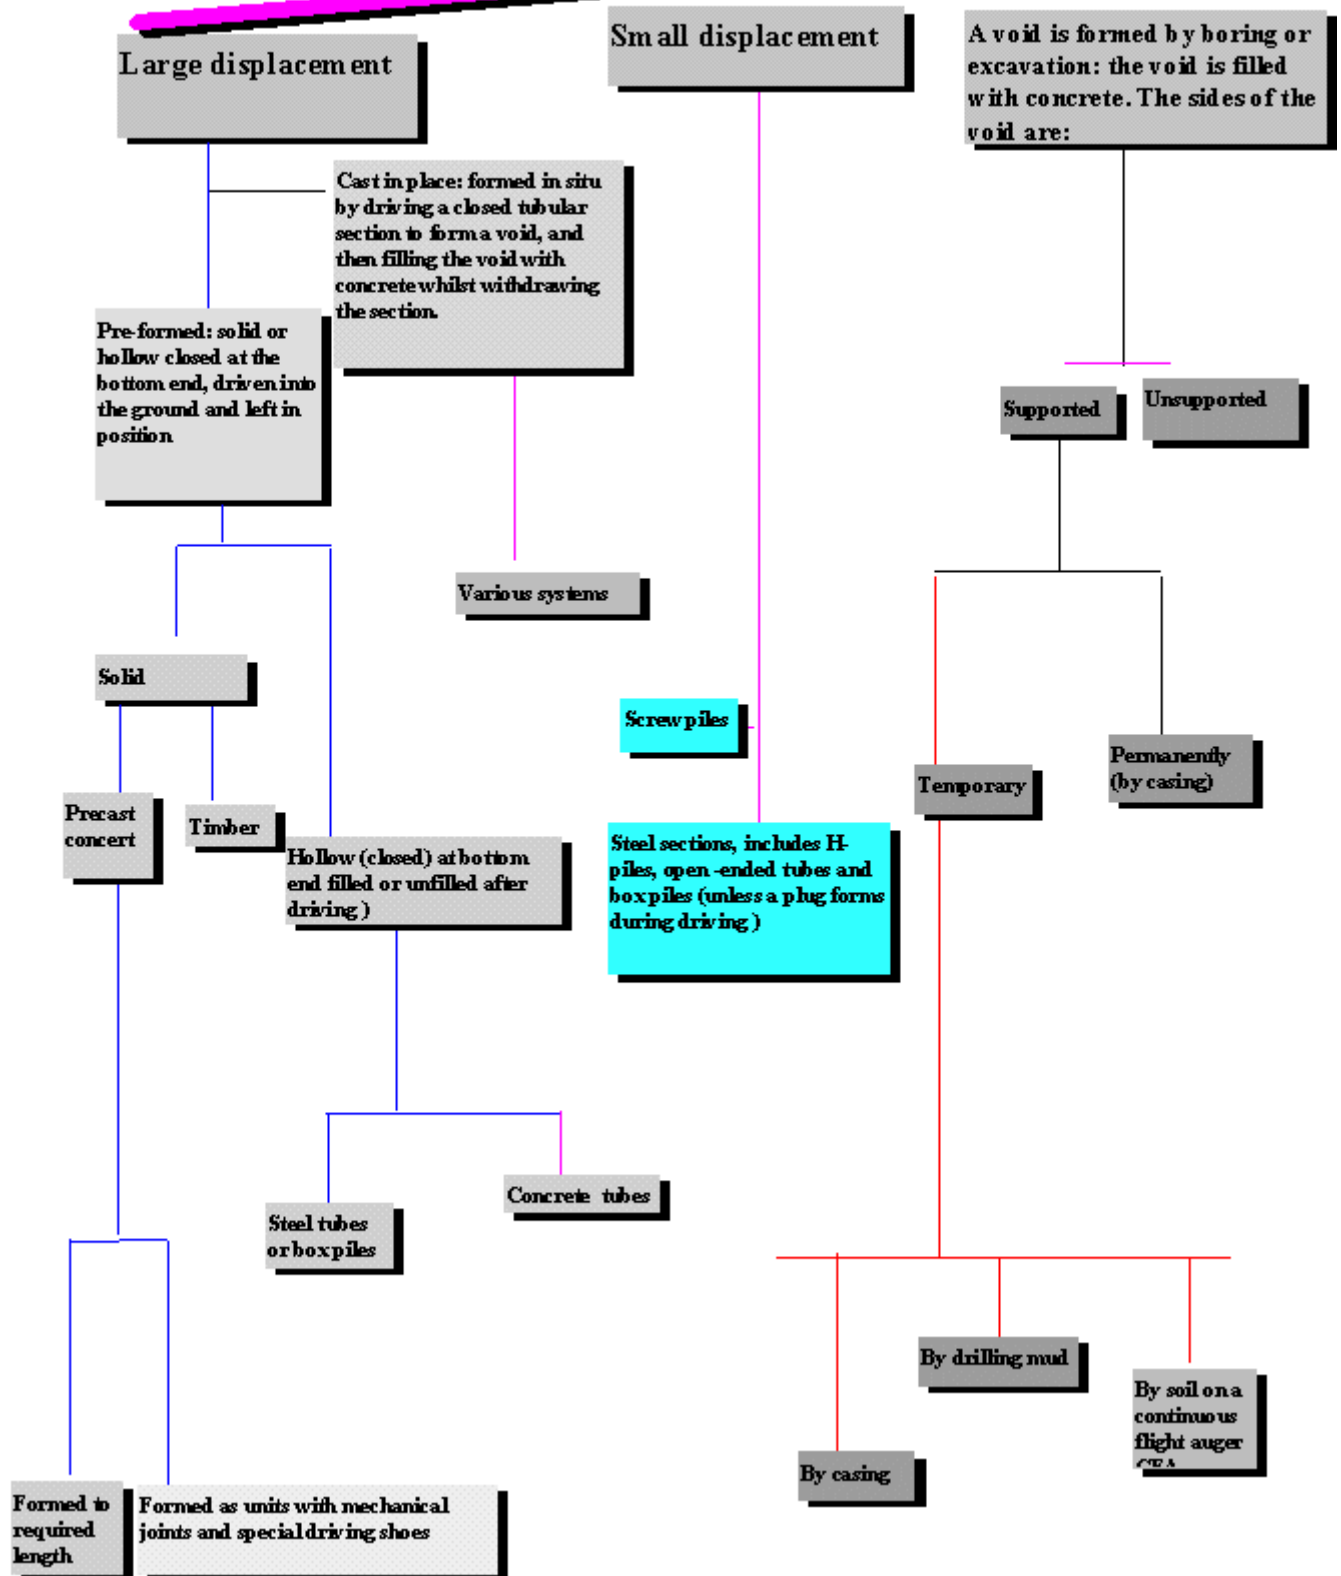 Large displacement
Small displacement
A void is formed by boring or
excavation: the void is filled
with concrete. The sides of the
void are:
Cast in place: formed in situ
by driving a closed tubular
section to form a void, and
then filling the void with
concrete whilst withdrawing
the section.
Pre-formed: solid or
hollow closed at the
bottom end, driven into
the ground and left in
position
Supported
Unsupported
Various systems
Solid
Screw piles
Permanently
(by casing)
Temporary
Precast
concert
Timber
Hollow (closed) at bottom
end filled or unfilled after
driving )
Steel sections, includes H-
piles, open -ended tubes and
box piles (unless a plug forms
during driving )
Concrete tubes
Steel tubes
or box piles
By drilling mud
By soil on a
continuous
flight auger
CFA
By casing
Formed to
required
length
Formed as units with mechanical
joints and special driving shoes